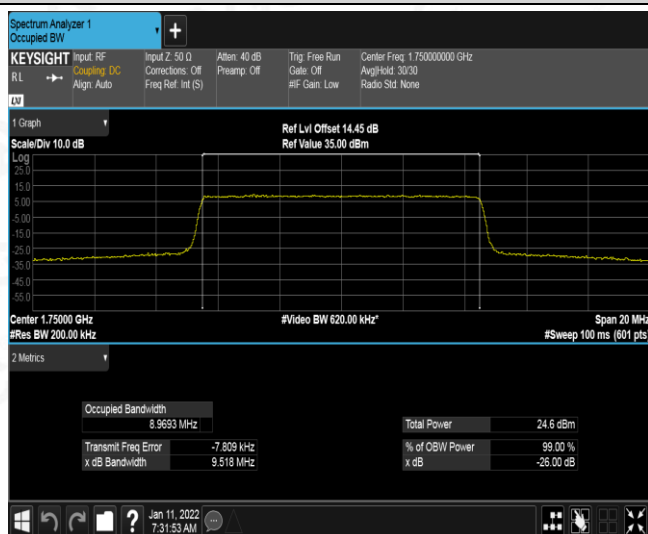 Spectrum Analyzer 1
Occupied BW
+
KEYSIGHT
RL
LXI
Input: RF
Coupling: DC
Align: Auto
Input Z: 50 Ω
Corrections: Off
Freq Ref: Int (S)
Atten: 40 dB
Preamp: Off
Trig: Free Run
Gate: Off
#IF Gain: Low
Center Freq: 1.750000000 GHz
Avg|Hold: 30/30
Radio Std: None
1 Graph
Scale/Div 10.0 dB
Ref Lvl Offset 14.45 dB
Ref Value 35.00 dBm
Log
25.0
15.0
5.00
-5.00
-15.0
-25.0
-35.0
-45.0
-55.0
Center 1.75000 GHz
#Res BW 200.00 kHz
#Video BW 620.00 kHz*
Span 20 MHz
#Sweep 100 ms (601 pts)
2 Metrics
Occupied Bandwidth
8.9693 MHz
Total Power 24.6 dBm
Transmit Freq Error -7.809 kHz
% of OBW Power 99.00 %
x dB Bandwidth 9.518 MHz
x dB -26.00 dB
?
Jan 11, 2022
7:31:53 AM